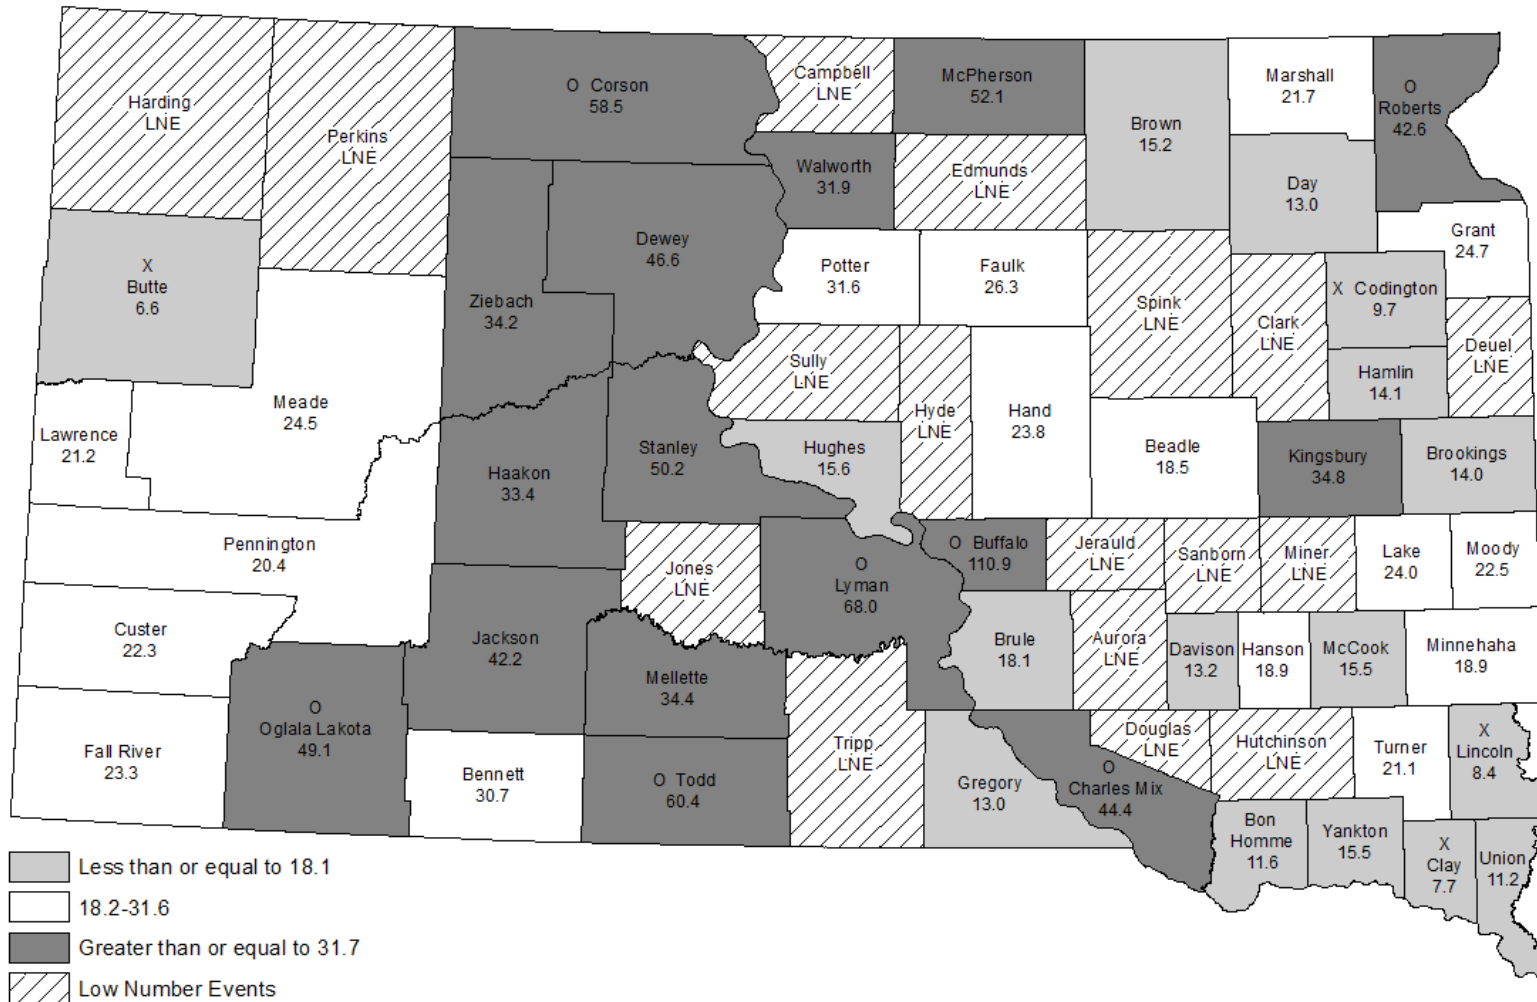 Harding
LNE
Perkins
LNE
O Corson
58.5
Campbell
LNE
McPherson
52.1
Brown
15.2
Marshall
21.7
O
Roberts
42.6
Walworth
31.9
Edmunds
LNE
Day
13.0
Grant
24.7
X
Butte
6.6
Dewey
46.6
Ziebach
34.2
Potter
31.6
Faulk
26.3
Spink
LNE
Clark
LNE
X Codington
9.7
Deuel
LNE
Hamlin
14.1
Meade
24.5
Lawrence
21.2
Sully
LNE
Hyde
LNE
Hand
23.8
Beadle
18.5
Kingsbury
34.8
Brookings
14.0
Haakon
33.4
Stanley
50.2
Hughes
15.6
Pennington
20.4
Jones
LNE
O
Lyman
68.0
O Buffalo
110.9
Jerauld
LNE
Sanborn
LNE
Miner
LNE
Lake
24.0
Moody
22.5
Custer
22.3
Jackson
42.2
Mellette
34.4
Brule
18.1
Aurora
LNE
Davison
13.2
Hanson
18.9
McCook
15.5
Minnehaha
18.9
Fall River
23.3
O
Oglala Lakota
49.1
Bennett
30.7
O Todd
60.4
Tripp
LNE
Gregory
13.0
O
Charles Mix
44.4
Douglas
LNE
Hutchinson
LNE
Turner
21.1
X
Lincoln
8.4
Bon
Homme
11.6
Yankton
15.5
X
Clay
7.7
Union
11.2
Less than or equal to 18.1
18.2-31.6
Greater than or equal to 31.7
Low Number Events